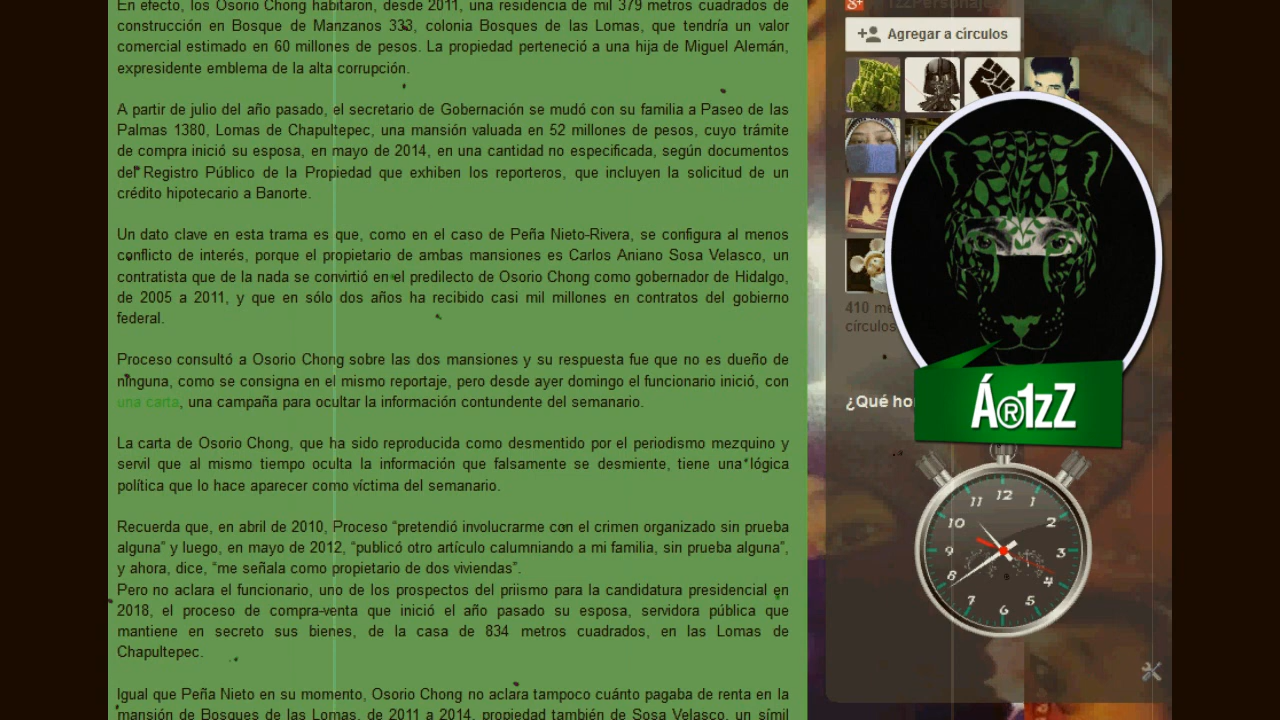 En efecto, los Osorio Chong habitaron, desde 2011, una residencia de mil 379 metros cuadrados de
construcción en Bosque de Manzanos 333, colonia Bosques de las Lomas, que tendría un valor
comercial estimado en 60 millones de pesos. La propiedad perteneció a una hija de Miguel Alemán,
expresidente emblema de la alta corrupción.
A partir de julio del año pasado, el secretario de Gobernación se mudó con su familia a Paseo de las
Palmas 1380, Lomas de Chapultepec, una mansión valuada en 52 millones de pesos, cuyo trámite
de compra inició su esposa, en mayo de 2014, en una cantidad no especificada, según documentos
del Registro Público de la Propiedad que exhiben los reporteros, que incluyen la solicitud de un
crédito hipotecario a Banorte.
Un dato clave en esta trama es que, como en el caso de Peña Nieto-Rivera, se configura al menos
conflicto de interés, porque el propietario de ambas mansiones es Carlos Aniano Sosa Velasco, un
contratista que de la nada se convirtió en el predilecto de Osorio Chong como gobernador de Hidalgo,
de 2005 a 2011, y que en sólo dos años ha recibido casi mil millones en contratos del gobierno
federal.
Proceso consultó a Osorio Chong sobre las dos mansiones y su respuesta fue que no es dueño de
ninguna, como se consigna en el mismo reportaje, pero desde ayer domingo el funcionario inició, con
una carta, una campaña para ocultar la información contundente del semanario.
La carta de Osorio Chong, que ha sido reproducida como desmentido por el periodismo mezquino y
servil que al mismo tiempo oculta la información que falsamente se desmiente, tiene una lógica
política que lo hace aparecer como víctima del semanario.
Recuerda que, en abril de 2010, Proceso “pretendió involucrarme con el crimen organizado sin prueba
alguna” y luego, en mayo de 2012, “publicó otro artículo calumniando a mi familia, sin prueba alguna”,
y ahora, dice, “me señala como propietario de dos viviendas”.
Pero no aclara el funcionario, uno de los prospectos del priismo para la candidatura presidencial en
2018, el proceso de compra-venta que inició el año pasado su esposa, servidora pública que
mantiene en secreto sus bienes, de la casa de 834 metros cuadrados, en las Lomas de
Chapultepec.
Igual que Peña Nieto en su momento, Osorio Chong no aclara tampoco cuánto pagaba de renta en la
mansión de Bosques de las Lomas, de 2011 a 2014, propiedad también de Sosa Velasco, un símil
1zzPersonaje
Agregar a círculos
410 me
círculos
¿Qué ho
Á®1zZ
12
1
2
3
4
5
6
7
8
9
10
11